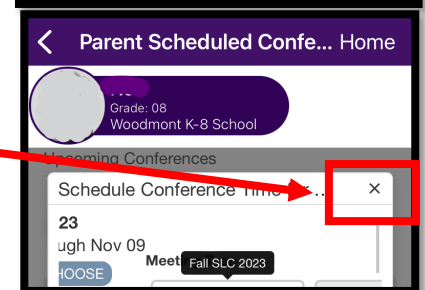 Parent Scheduled Confe... Home
Grade: 08
Woodmont K-8 School
Upcoming Conferences
Schedule Conference Time ... ×
23
ugh Nov 09
HOOSE
Meet
Fall SLC 2023